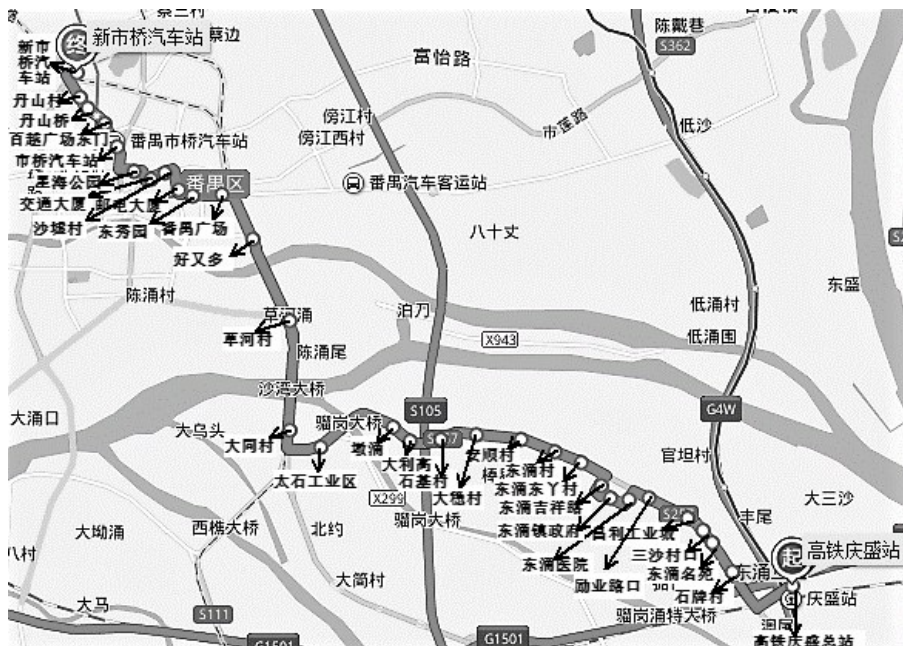 蔡三村
新市桥汽车站
蔡边
陈戴巷
S362
新市
桥汽
车站
终
富怡路
丹山村
丹山桥
百越广场东门
番禺市桥汽车站
傍江村
傍江西村
市莲路
低沙
市桥汽车站
星海公园
番禺区
番禺汽车客运站
交通大厦
邮电大厦
沙墟村
东秀园
番禺广场
八十丈
好又多
陈涌村
东盛
草河涌
草河村
泊刀
低涌村
低涌围
X943
陈涌尾
沙湾大桥
大涌口
大乌头
骝岗大桥
S105
G4W
大同村
墩涌
大利高
安顺村
官坦村
太石工业区
石基村
东涌村
大稳村
东涌东丫村
X299
东涌吉祥路
大三沙
大坳涌
西樵大桥
北约
骝岗大桥
东涌镇政府
昌利工业城
丰尾
八村
三沙村口
起
高铁庆盛站
东涌医院
东涌名苑
大简村
励业路口
石牌村
庆盛站
大马
S111
骝岗涌特大桥
高铁庆盛总站
G1501
G1501